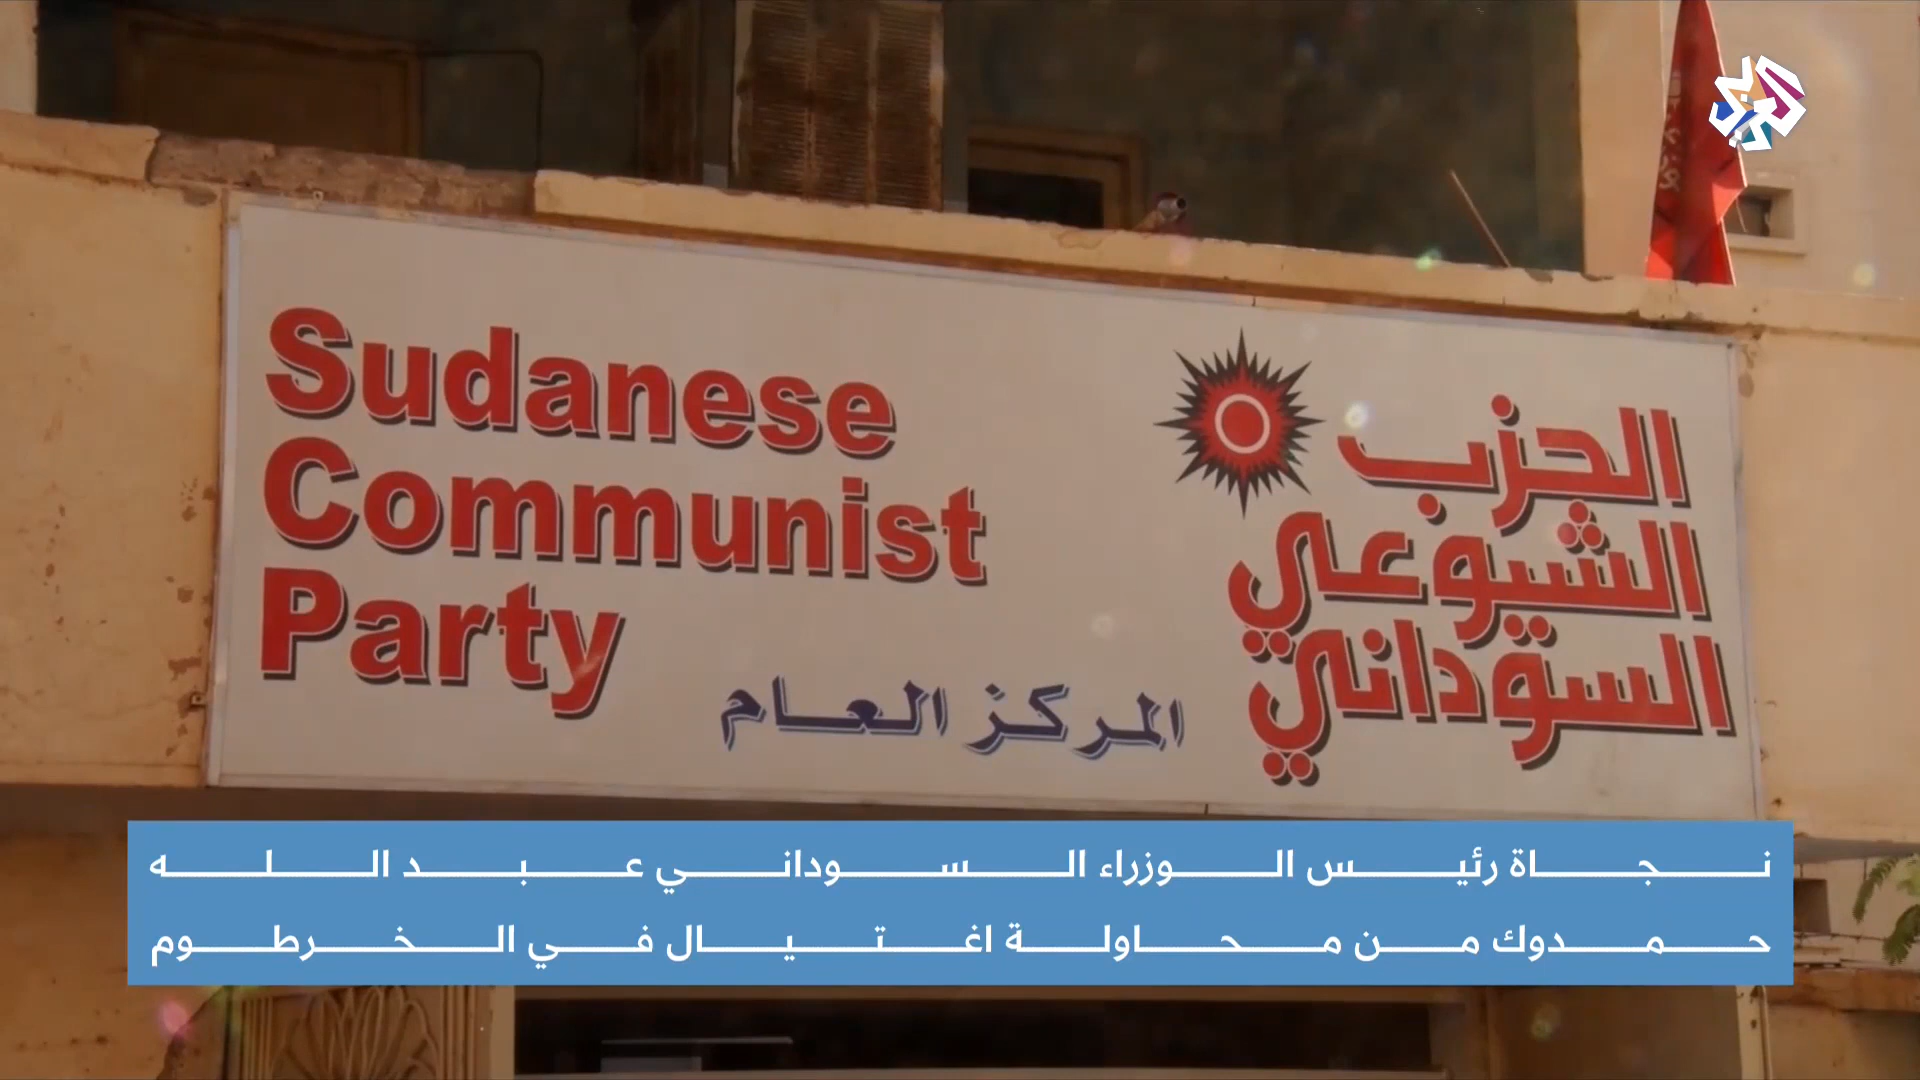 Sudanese
Communist
Party
الحزب
الشيوعي
السوداني
المركز العام
نجاة رئيس الوزراء السوداني عبد الله
حمدوك من محاولة اغتيال في الخرطوم